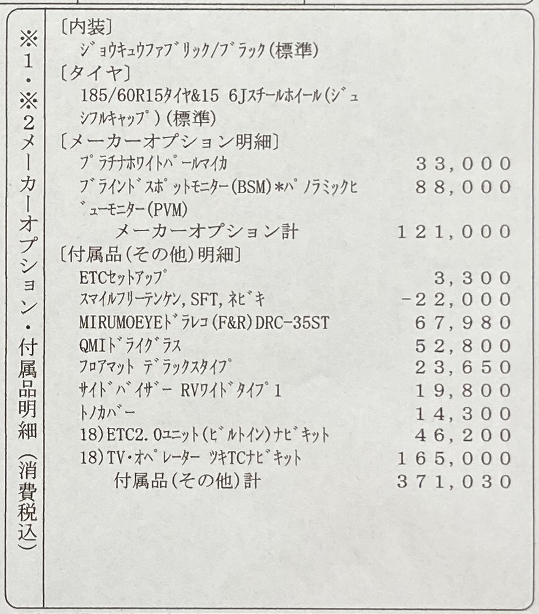 ※1・※2メーカーオプション・付属品明細(消費税込)
〔内装〕
ｼﾞｮｳｷｭｳﾌｧﾌﾞﾘｯｸ/ﾌﾞﾗｯｸ(標準)
〔タイヤ〕
185/60R15ﾀｲﾔ&15 6Jｽﾁｰﾙﾎｲｰﾙ(ｼﾞｭ
ｼﾌﾙｷｬｯﾌﾟ)(標準)
〔メーカーオプション明細〕
ﾌﾟﾗﾁﾅﾎﾜｲﾄﾊﾟｰﾙﾏｲｶ 33,000
ﾌﾞﾗｲﾝﾄﾞｽﾎﾟｯﾄﾓﾆﾀｰ(BSM)*ﾊﾟﾉﾗﾐｯｸﾋ 88,000
ﾞｭｰﾓﾆﾀｰ(PVM)
メーカーオプション計 121,000
〔付属品(その他)明細〕
ETCｾｯﾄｱｯﾌﾟ 3,300
ｽﾏｲﾙﾌﾘｰﾃﾝｹﾝ,SFT,ﾈﾋﾞｷ -22,000
MIRUMOEYEﾄﾞﾗﾚｺ(F&R)DRC-35ST 67,980
QMIﾄﾞﾗｲｸﾞﾗｽ 52,800
ﾌﾛｱﾏｯﾄ ﾃﾞﾗｯｸｽﾀｲﾌﾟ 23,650
ｻｲﾄﾞﾊﾞｲｻﾞｰ RVﾜｲﾄﾞﾀｲﾌﾟ1 19,800
ﾄﾉｶﾊﾞｰ 14,300
18)ETC2.0ﾕﾆｯﾄ(ﾋﾞﾙﾄｲﾝ)ﾅﾋﾞｷｯﾄ 46,200
18)TV･ｵﾍﾟﾚｰﾀｰ ﾂｷTCﾅﾋﾞｷｯﾄ 165,000
付属品(その他)計 371,030